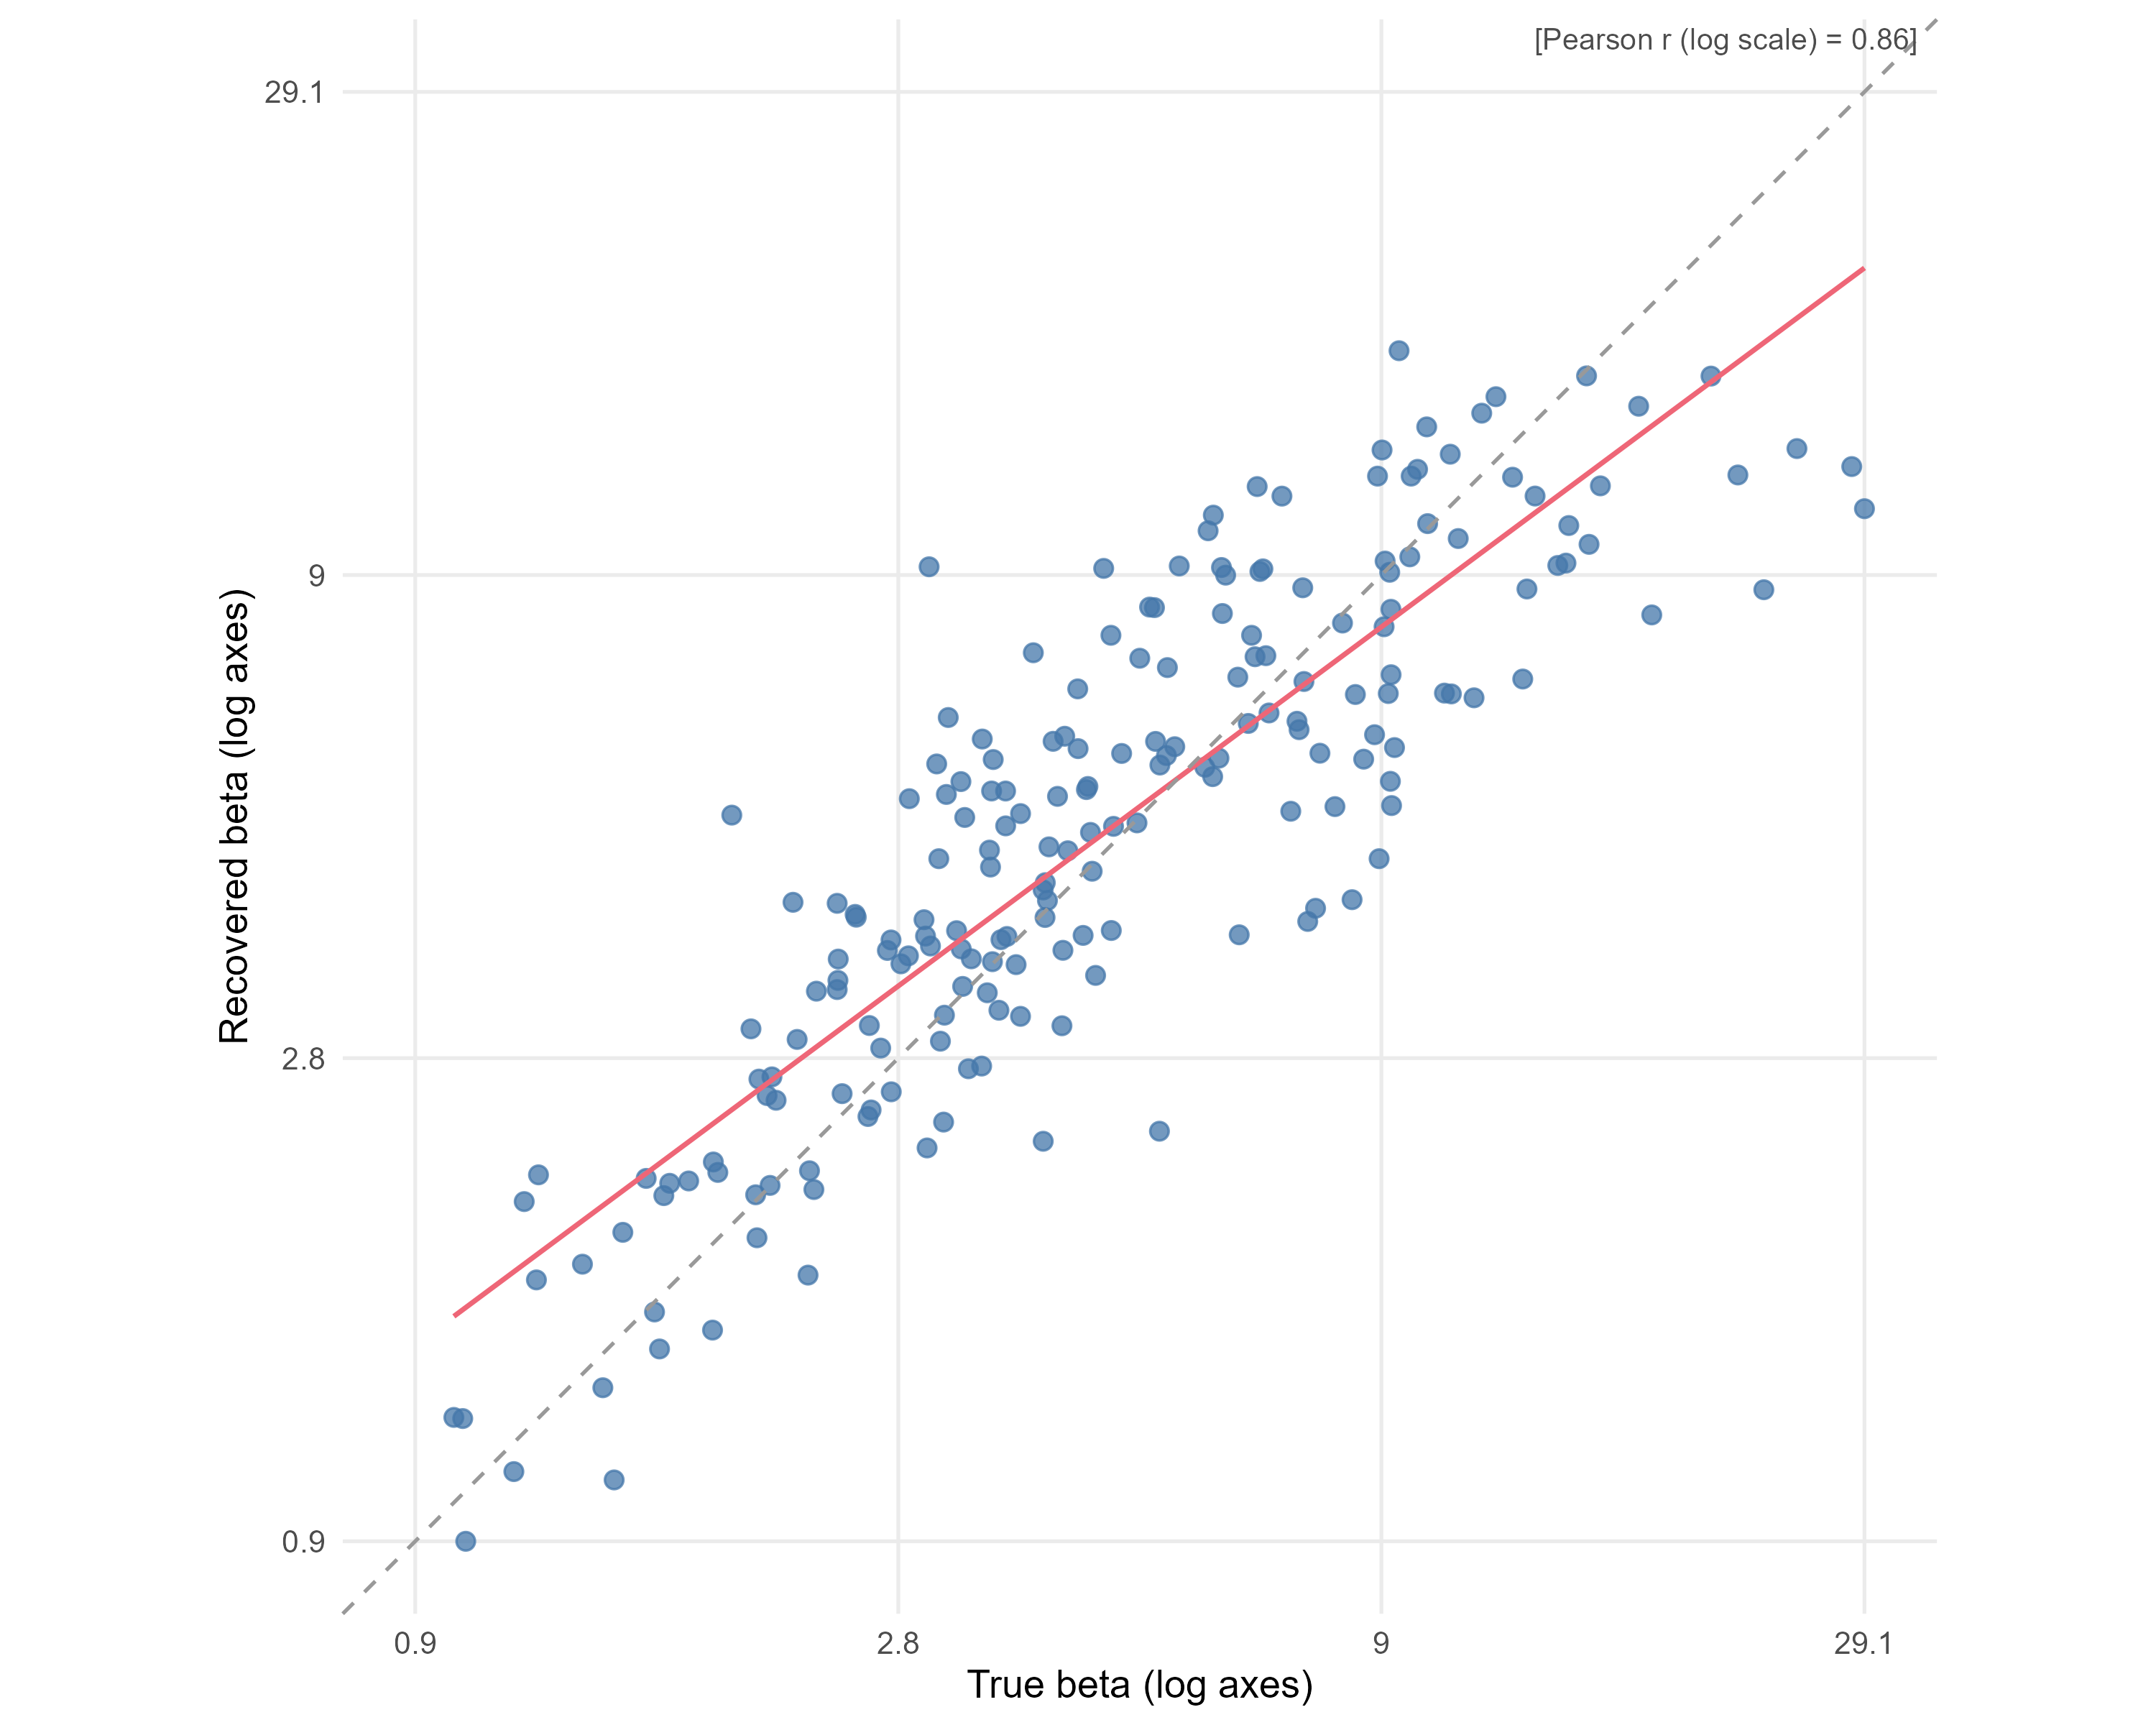 [Pearson r (log scale) = 0.86]
29.1
9
2.8
0.9
Recovered beta (log axes)
0.9 2.8 9 29.1
True beta (log axes)